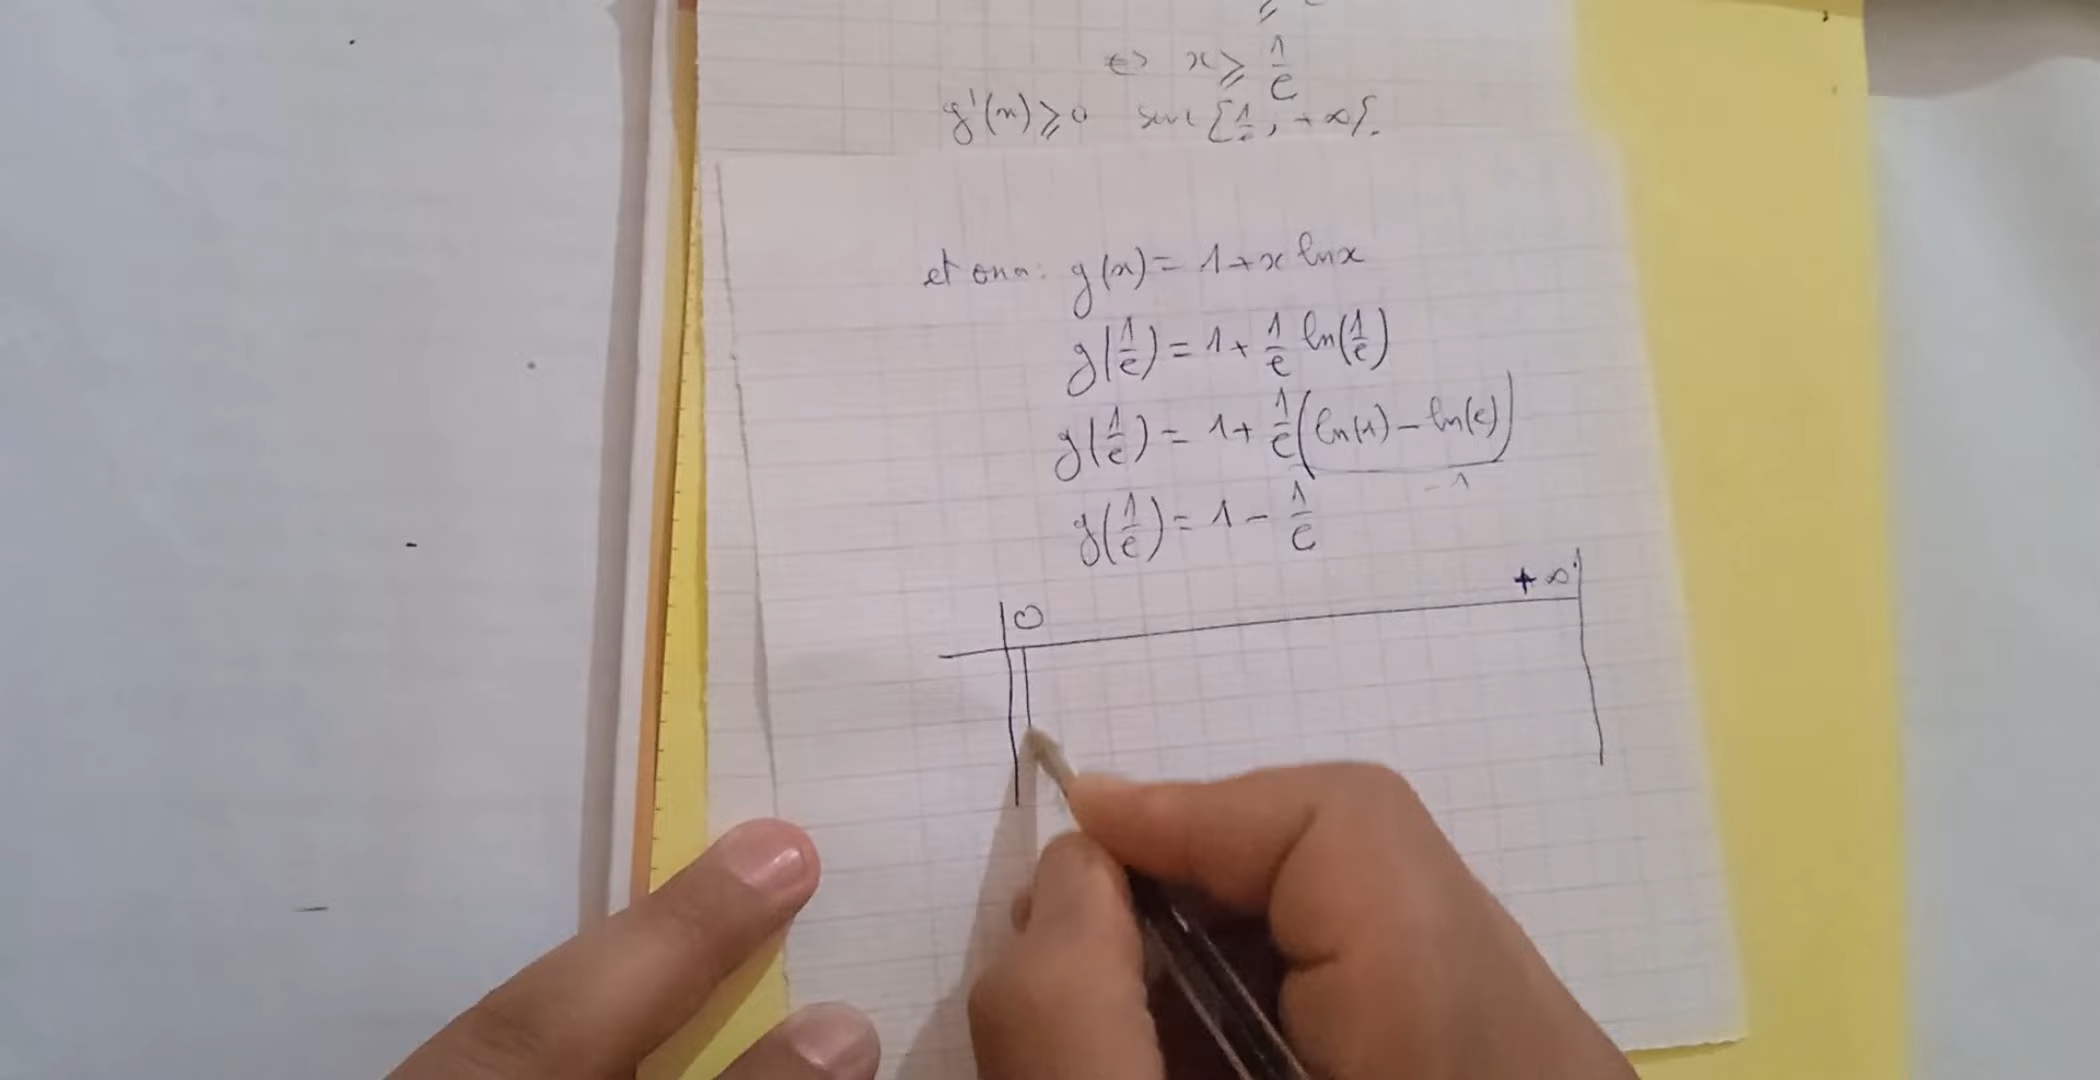 ⇔ x ⩾ 1/e
g'(x) ⩾ 0 sur [1/e, +∞[.
et on a: g(x) = 1 + x ln x
g(1/e) = 1 + 1/e ln(1/e)
g(1/e) = 1 + 1/e (ln(1) - ln(e))
-1
g(1/e) = 1 - 1/e
0 +∞